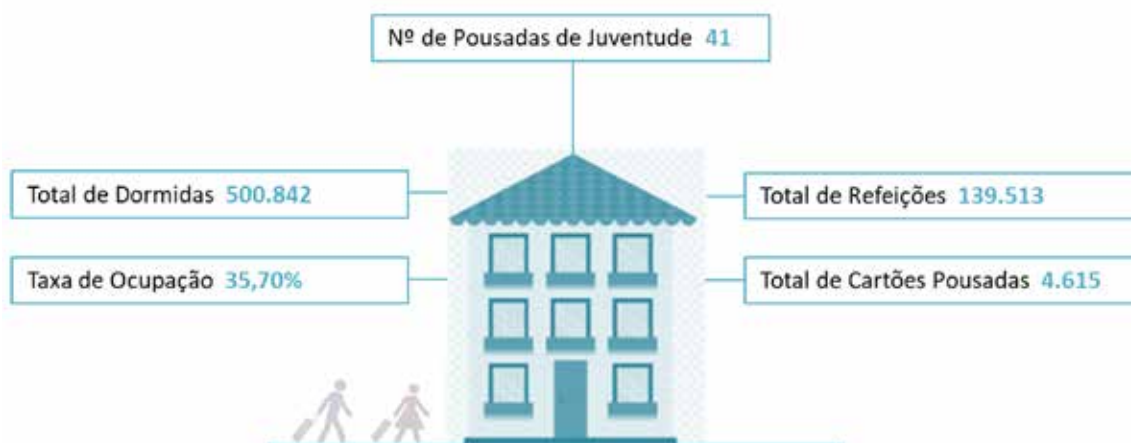 Nº de Pousadas de Juventude 41
Total de Dormidas 500.842
Total de Refeições 139.513
Taxa de Ocupação 35,70%
Total de Cartões Pousadas 4.615